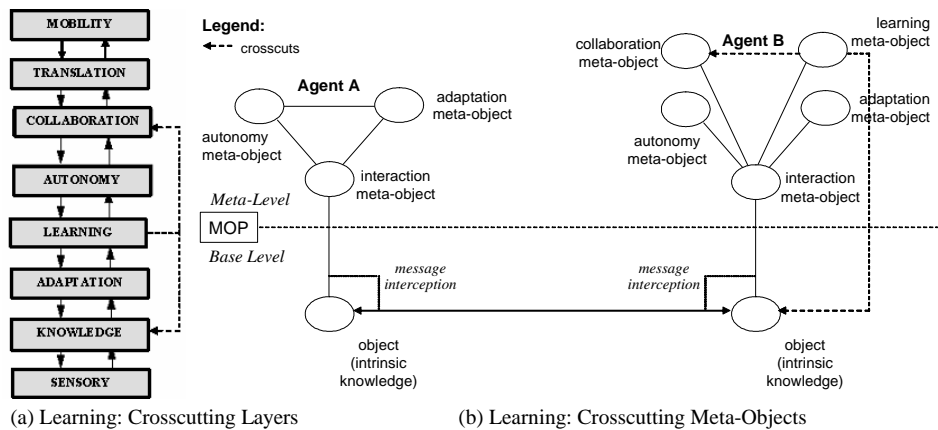 MOBILITY
TRANSLATION
COLLABORATION
AUTONOMY
LEARNING
ADAPTATION
KNOWLEDGE
SENSORY
(a) Learning: Crosscutting Layers
Legend:
crosscuts
Agent A
autonomy
meta-object
adaptation
meta-object
interaction
meta-object
Meta-Level
MOP
Base Level
message
interception
object
(intrinsic
knowledge)
Agent B
collaboration
meta-object
learning
meta-object
autonomy
meta-object
adaptation
meta-object
interaction
meta-object
message
interception
object
(intrinsic
knowledge)
(b) Learning: Crosscutting Meta-Objects